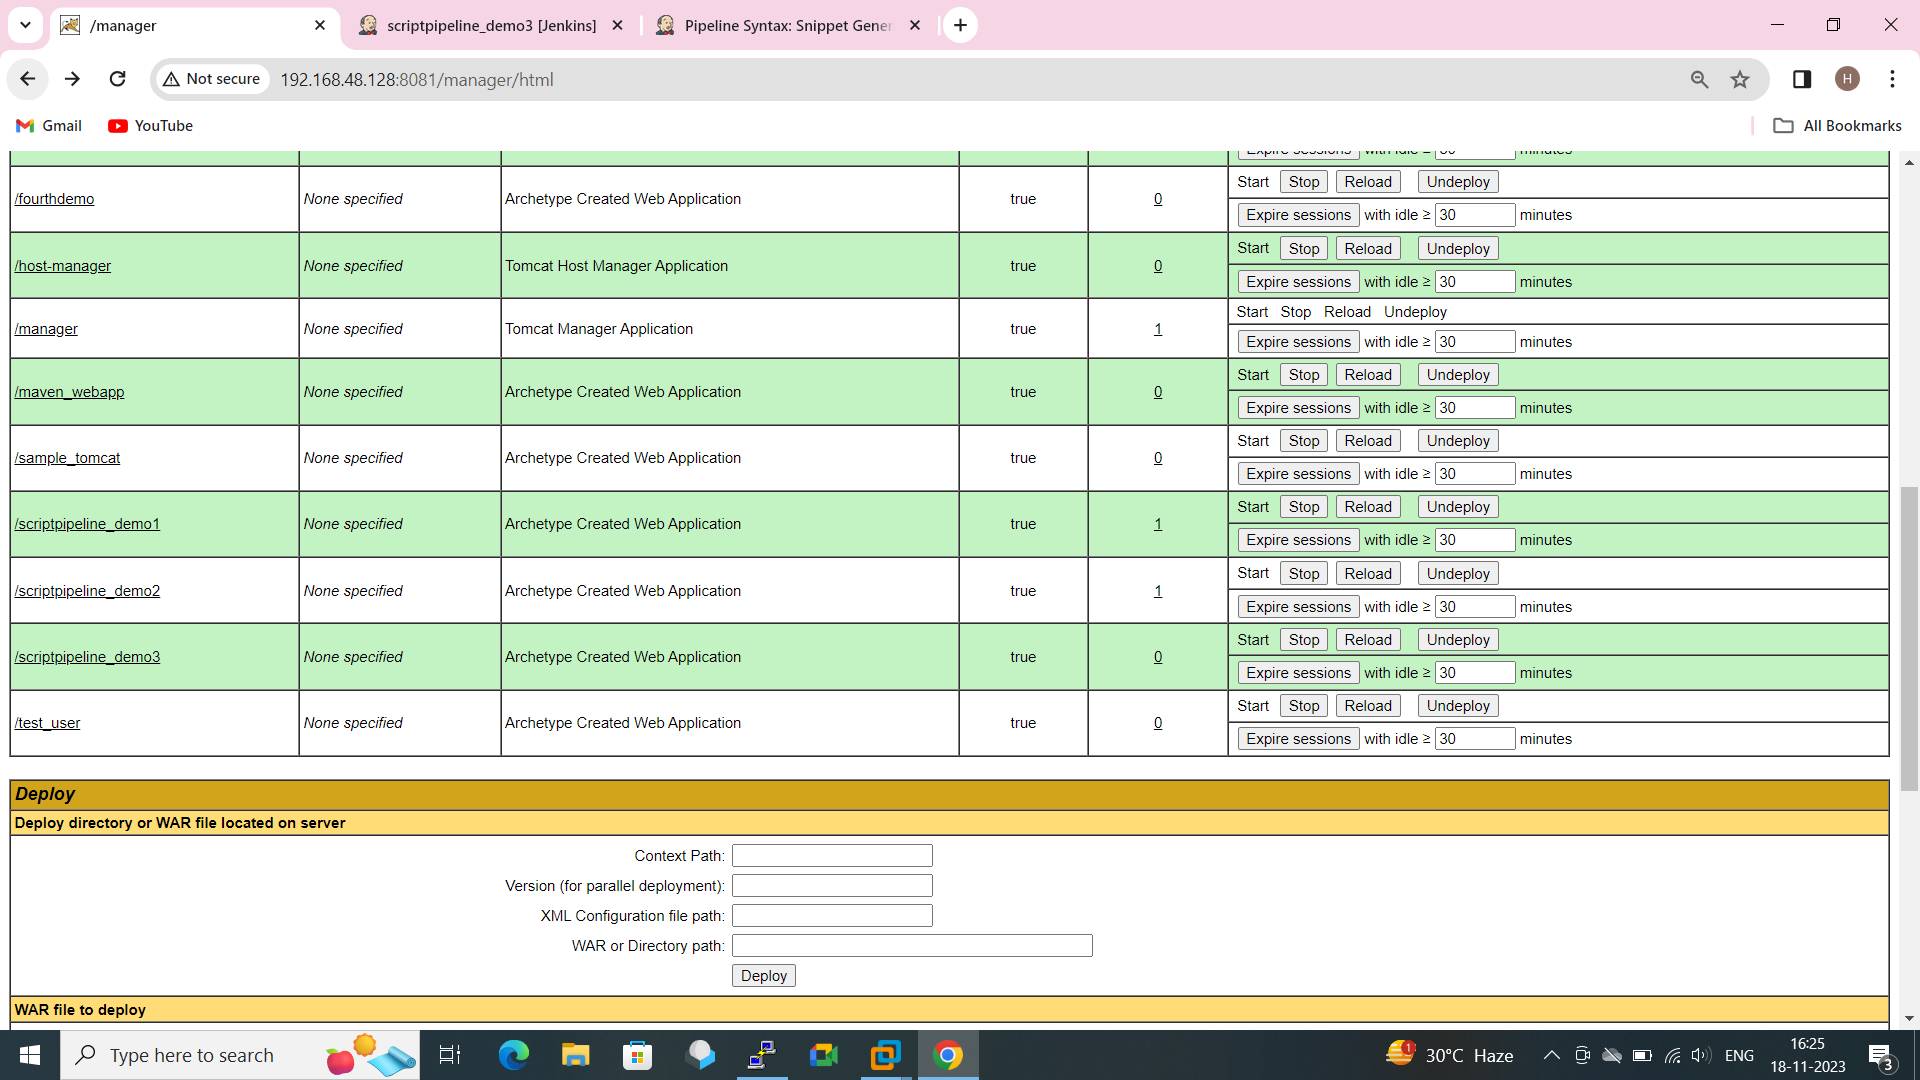 /manager
scriptpipeline_demo3 [Jenkins]
Pipeline Syntax: Snippet Gener
Not secure
192.168.48.128:8081/manager/html
H
Gmail
YouTube
All Bookmarks
Expire sessions with idle ≥ 30 minutes
/fourthdemo None specified Archetype Created Web Application true 0 Start Stop Reload Undeploy
Expire sessions with idle ≥ 30 minutes
/host-manager None specified Tomcat Host Manager Application true 0 Start Stop Reload Undeploy
Expire sessions with idle ≥ 30 minutes
/manager None specified Tomcat Manager Application true 1 Start Stop Reload Undeploy
Expire sessions with idle ≥ 30 minutes
/maven_webapp None specified Archetype Created Web Application true 0 Start Stop Reload Undeploy
Expire sessions with idle ≥ 30 minutes
/sample_tomcat None specified Archetype Created Web Application true 0 Start Stop Reload Undeploy
Expire sessions with idle ≥ 30 minutes
/scriptpipeline_demo1 None specified Archetype Created Web Application true 1 Start Stop Reload Undeploy
Expire sessions with idle ≥ 30 minutes
/scriptpipeline_demo2 None specified Archetype Created Web Application true 1 Start Stop Reload Undeploy
Expire sessions with idle ≥ 30 minutes
/scriptpipeline_demo3 None specified Archetype Created Web Application true 0 Start Stop Reload Undeploy
Expire sessions with idle ≥ 30 minutes
/test_user None specified Archetype Created Web Application true 0 Start Stop Reload Undeploy
Expire sessions with idle ≥ 30 minutes
Deploy
Deploy directory or WAR file located on server
Context Path:
Version (for parallel deployment):
XML Configuration file path:
WAR or Directory path:
Deploy
WAR file to deploy
Type here to search
1
30°C Haze
ENG
16:25
18-11-2023
3